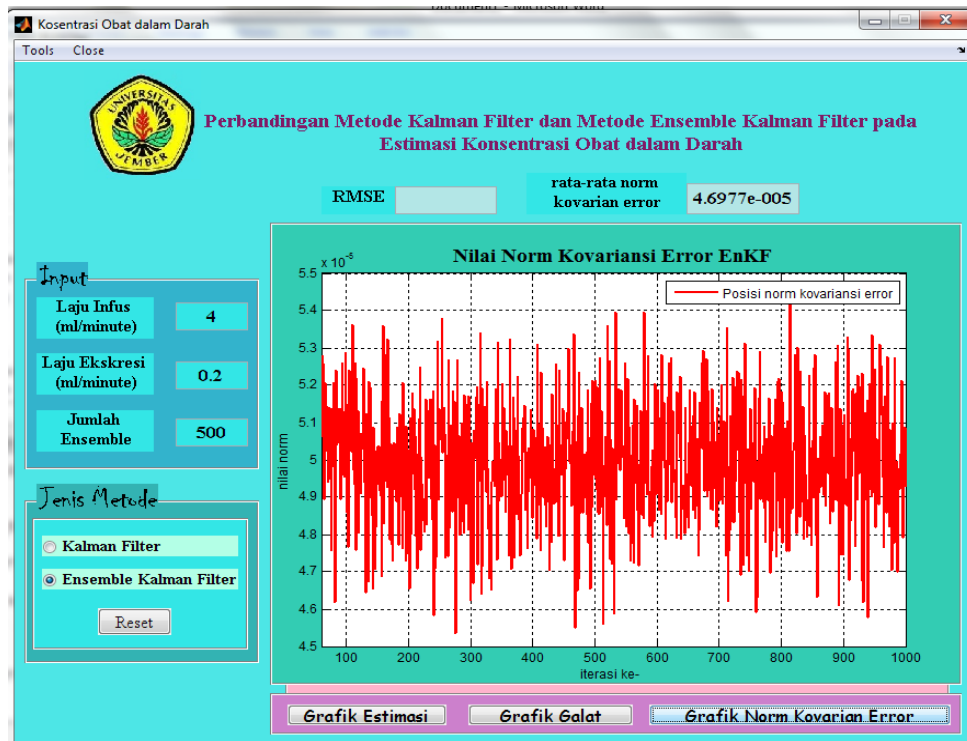 Document1 - Microsoft Word
Kosentrasi Obat dalam Darah
Tools Close
UNIVERSITAS
JEMBER
Perbandingan Metode Kalman Filter dan Metode Ensemble Kalman Filter pada
Estimasi Konsentrasi Obat dalam Darah
RMSE
rata-rata norm
kovarian error
4.6977e-005
Input
Laju Infus
(ml/minute)
4
Laju Ekskresi
(ml/minute)
0.2
Jumlah
Ensemble
500
Jenis Metode
Kalman Filter
Ensemble Kalman Filter
Reset
Nilai Norm Kovariansi Error EnKF
x 10^-5
Posisi norm kovariansi error
5.5
5.4
5.3
5.2
5.1
5
4.9
4.8
4.7
4.6
4.5
nilai norm
100 200 300 400 500 600 700 800 900 1000
iterasi ke-
Grafik Estimasi
Grafik Galat
Grafik Norm Kovarian Error